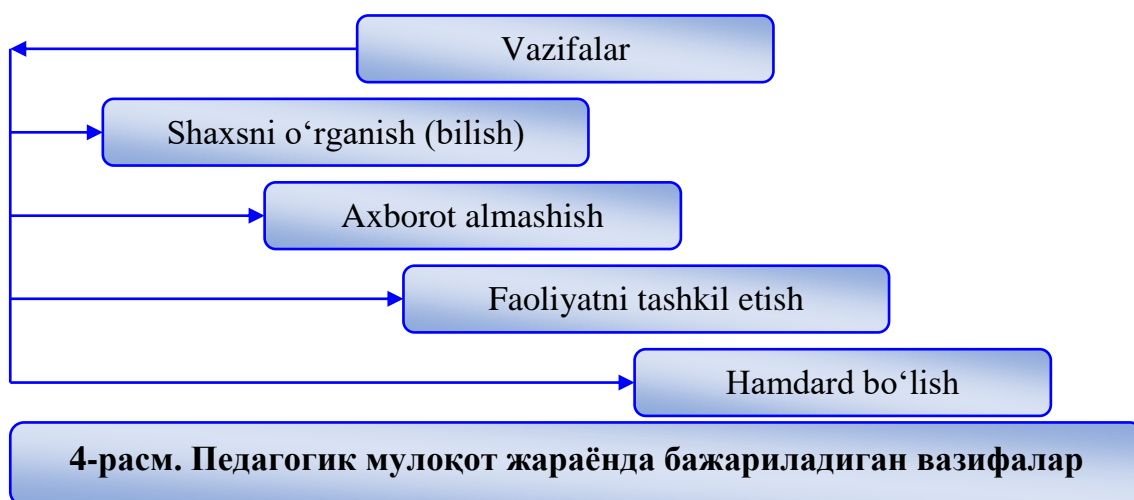 Vazifalar
Shaxsni o‘rganish (bilish)
Axborot almashish
Faoliyatni tashkil etish
Hamdard bo‘lish
4-расм. Педагогик мулоқот жараёнда бажариладиган вазифалар